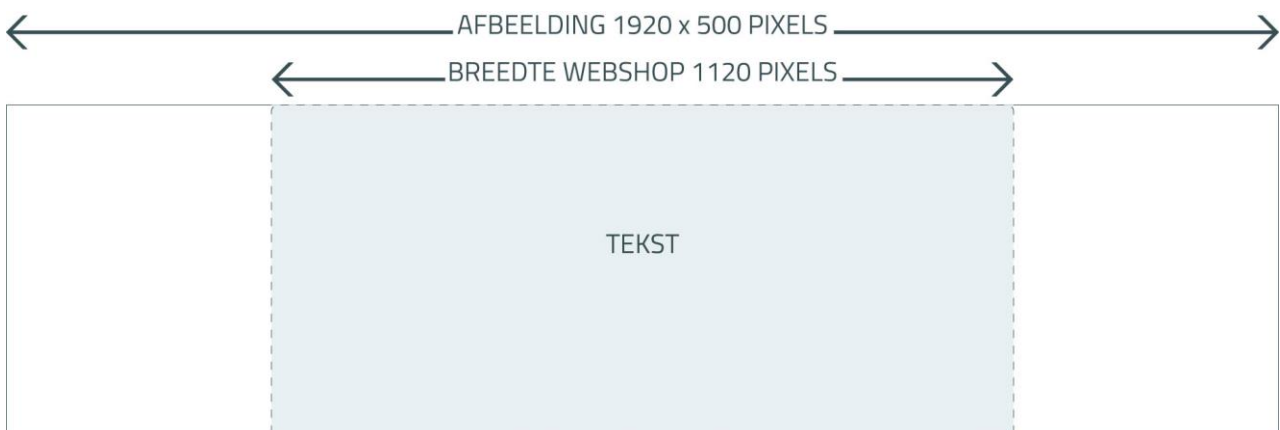 AFBEELDING 1920 x 500 PIXELS
BREEDTE WEBSHOP 1120 PIXELS
TEKST